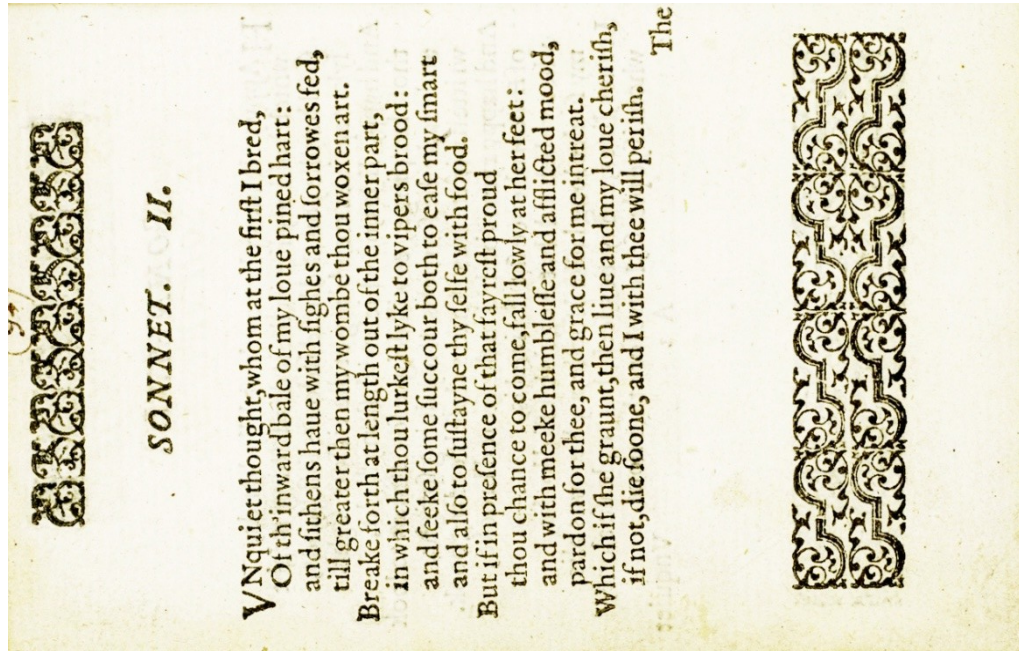 SONNET. II.
VNquiet thought, whom at the firſt I bred,
Of th'inward bale of my loue pined hart:
and ſithens haue with ſighes and ſorrowes fed,
till greater then my wombe thou woxen art.
Breake forth at length out of the inner part,
in which thou lurkeſt lyke to vipers brood:
and ſeeke ſome ſuccour both to eaſe my ſmart
and alſo to ſuſtayne thy ſelfe with food.
But if in preſence of that fayreſt proud
thou chance to come, fall lowly at her feet:
and with meeke humbleſſe and afflicted mood,
pardon for thee, and grace for me intreat.
Which if ſhe graunt, then liue and my loue cheriſh,
if not, die ſoone, and I with thee will periſh.
The